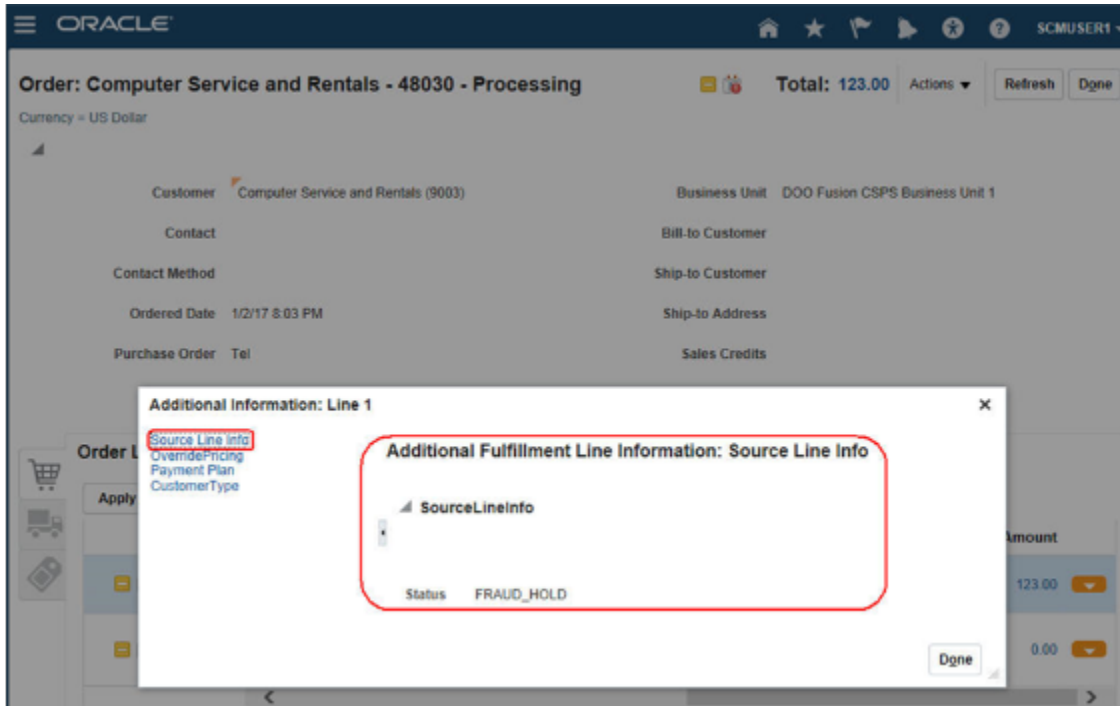 ORACLE
SCMUSER1
Order: Computer Service and Rentals - 48030 - Processing
Total: 123.00 Actions Refresh Done
Currency = US Dollar
Customer Computer Service and Rentals (9003)
Business Unit DOO Fusion CSPS Business Unit 1
Contact
Bill-to Customer
Contact Method
Ship-to Customer
Ordered Date 1/2/17 8:03 PM
Ship-to Address
Purchase Order Tel
Sales Credits
Additional Information: Line 1
Source Line Info
OverridePricing
Payment Plan
CustomerType
Additional Fulfillment Line Information: Source Line Info
SourceLineInfo
Status FRAUD_HOLD
Done
Order L
Apply
Amount
123.00
0.00